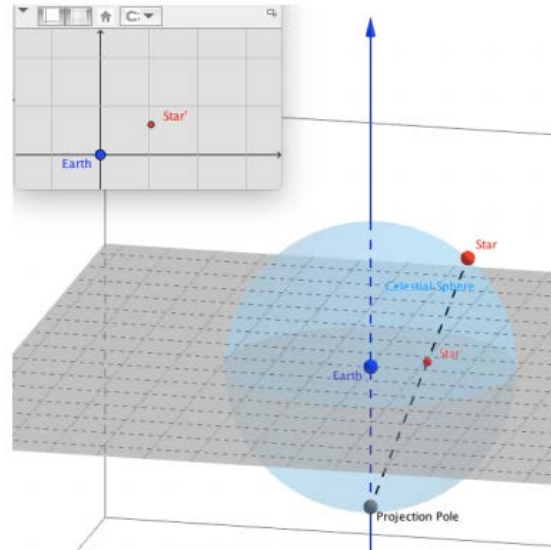 Star'
Earth
Star
Celestial Sphere
Star'
Earth
Projection Pole